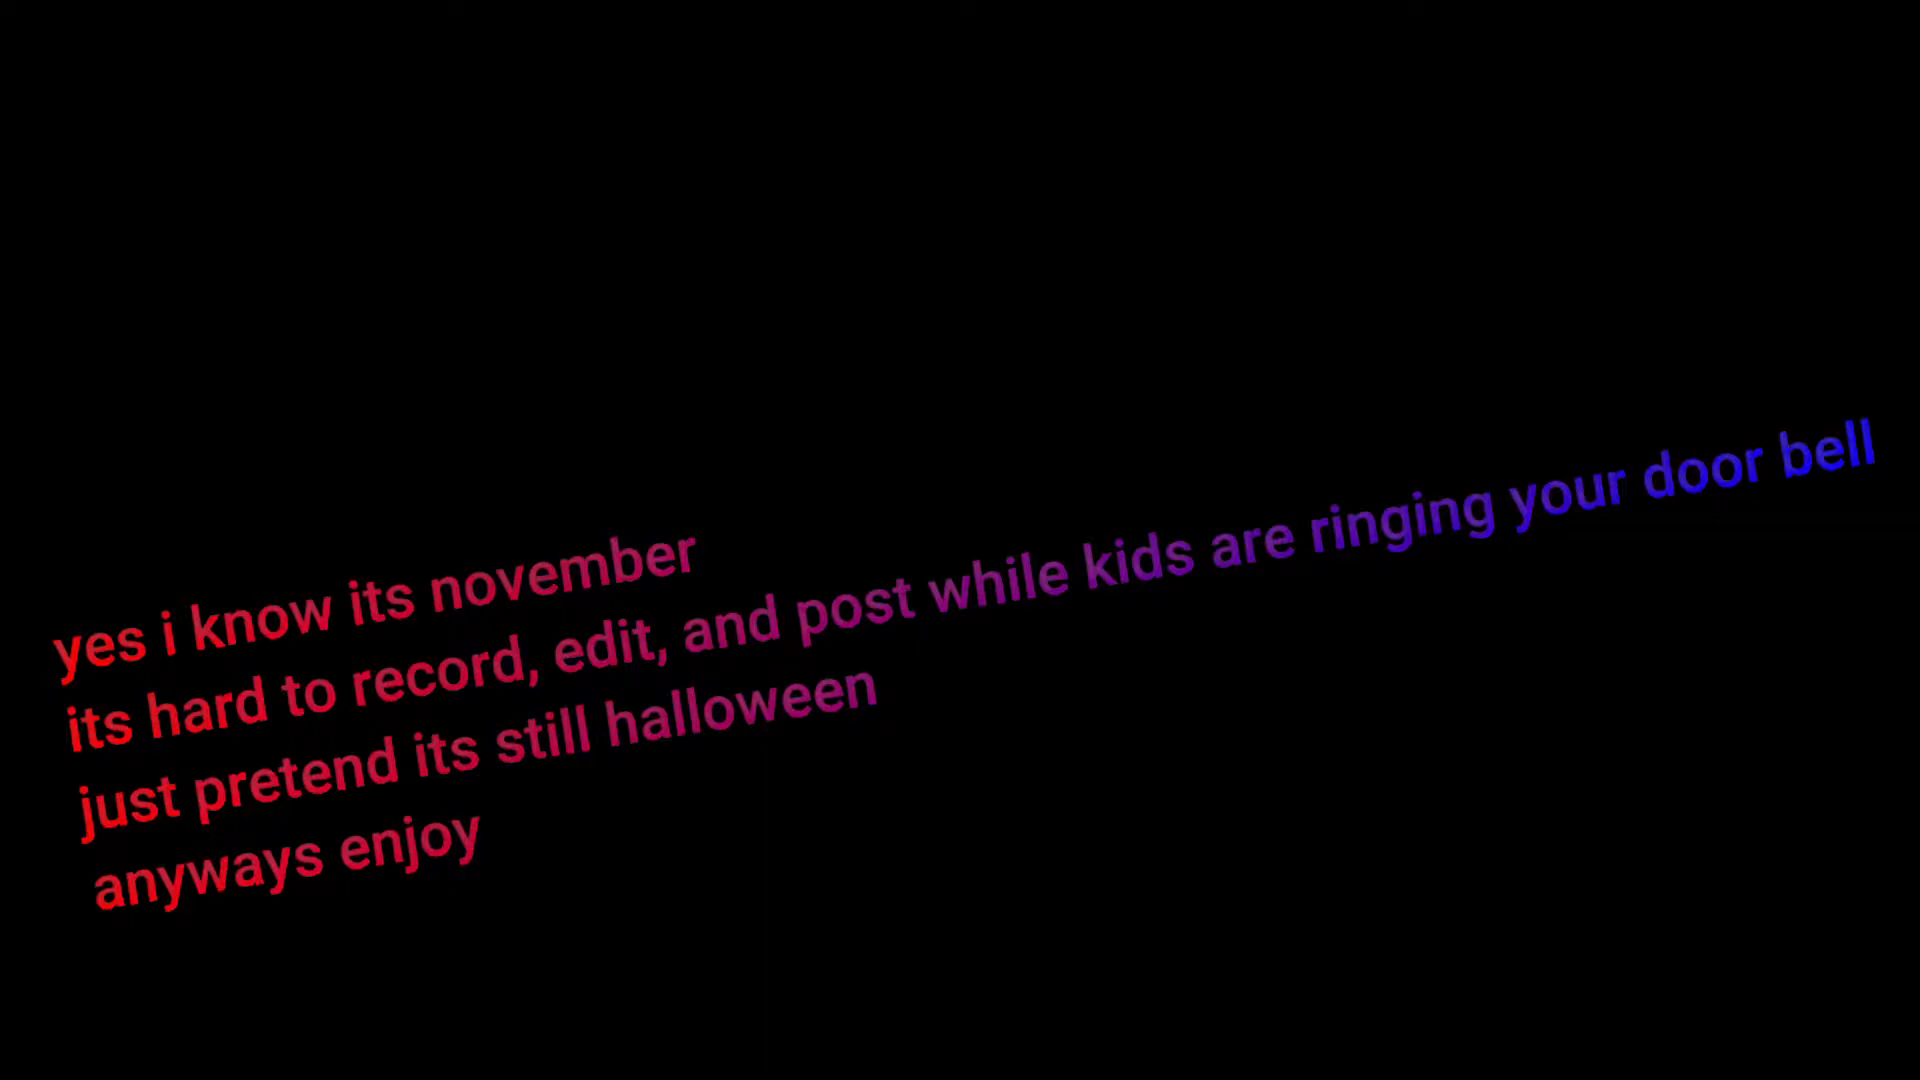 yes i know its november
its hard to record, edit, and post while kids are ringing your door bell
just pretend its still halloween
anyways enjoy